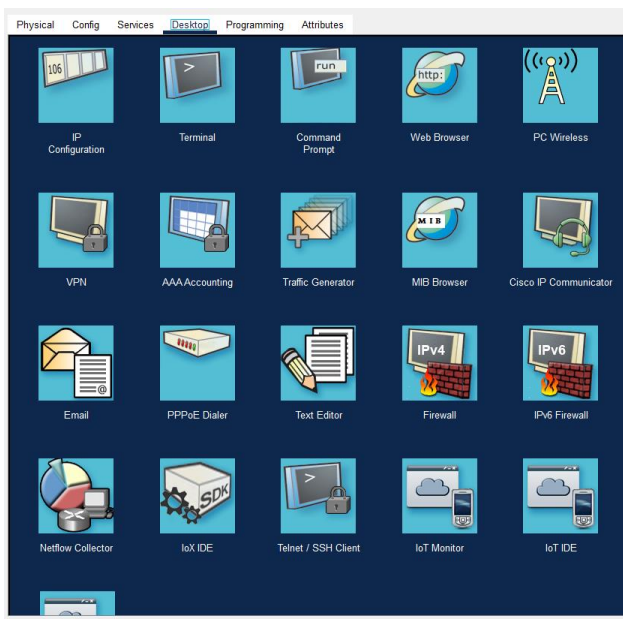 Physical Config Services Desktop Programming Attributes
106
>
run
http:
IP
Configuration
Terminal
Command
Prompt
Web Browser
PC Wireless
MIB
VPN
AAA Accounting
Traffic Generator
MIB Browser
Cisco IP Communicator
@
IPv4
IPv6
Email
PPPoE Dialer
Text Editor
Firewall
IPv6 Firewall
SDK
>
Netflow Collector
IoX IDE
Telnet / SSH Client
IoT Monitor
IoT IDE